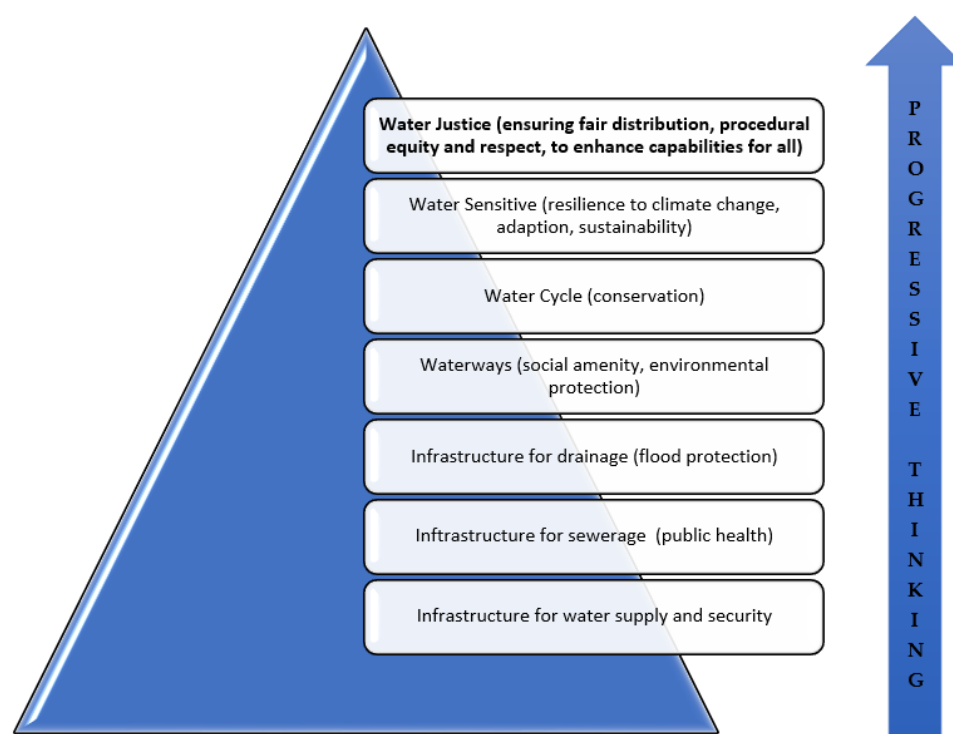 Water Justice (ensuring fair distribution, procedural
equity and respect, to enhance capabilities for all)
Water Sensitive (resilience to climate change,
adaption, sustainability)
Water Cycle (conservation)
Waterways (social amenity, environmental
protection)
Infrastructure for drainage (flood protection)
Inftrastructure for sewerage  (public health)
Infrastructure for water supply and security
PROGRESSIVE THINKING